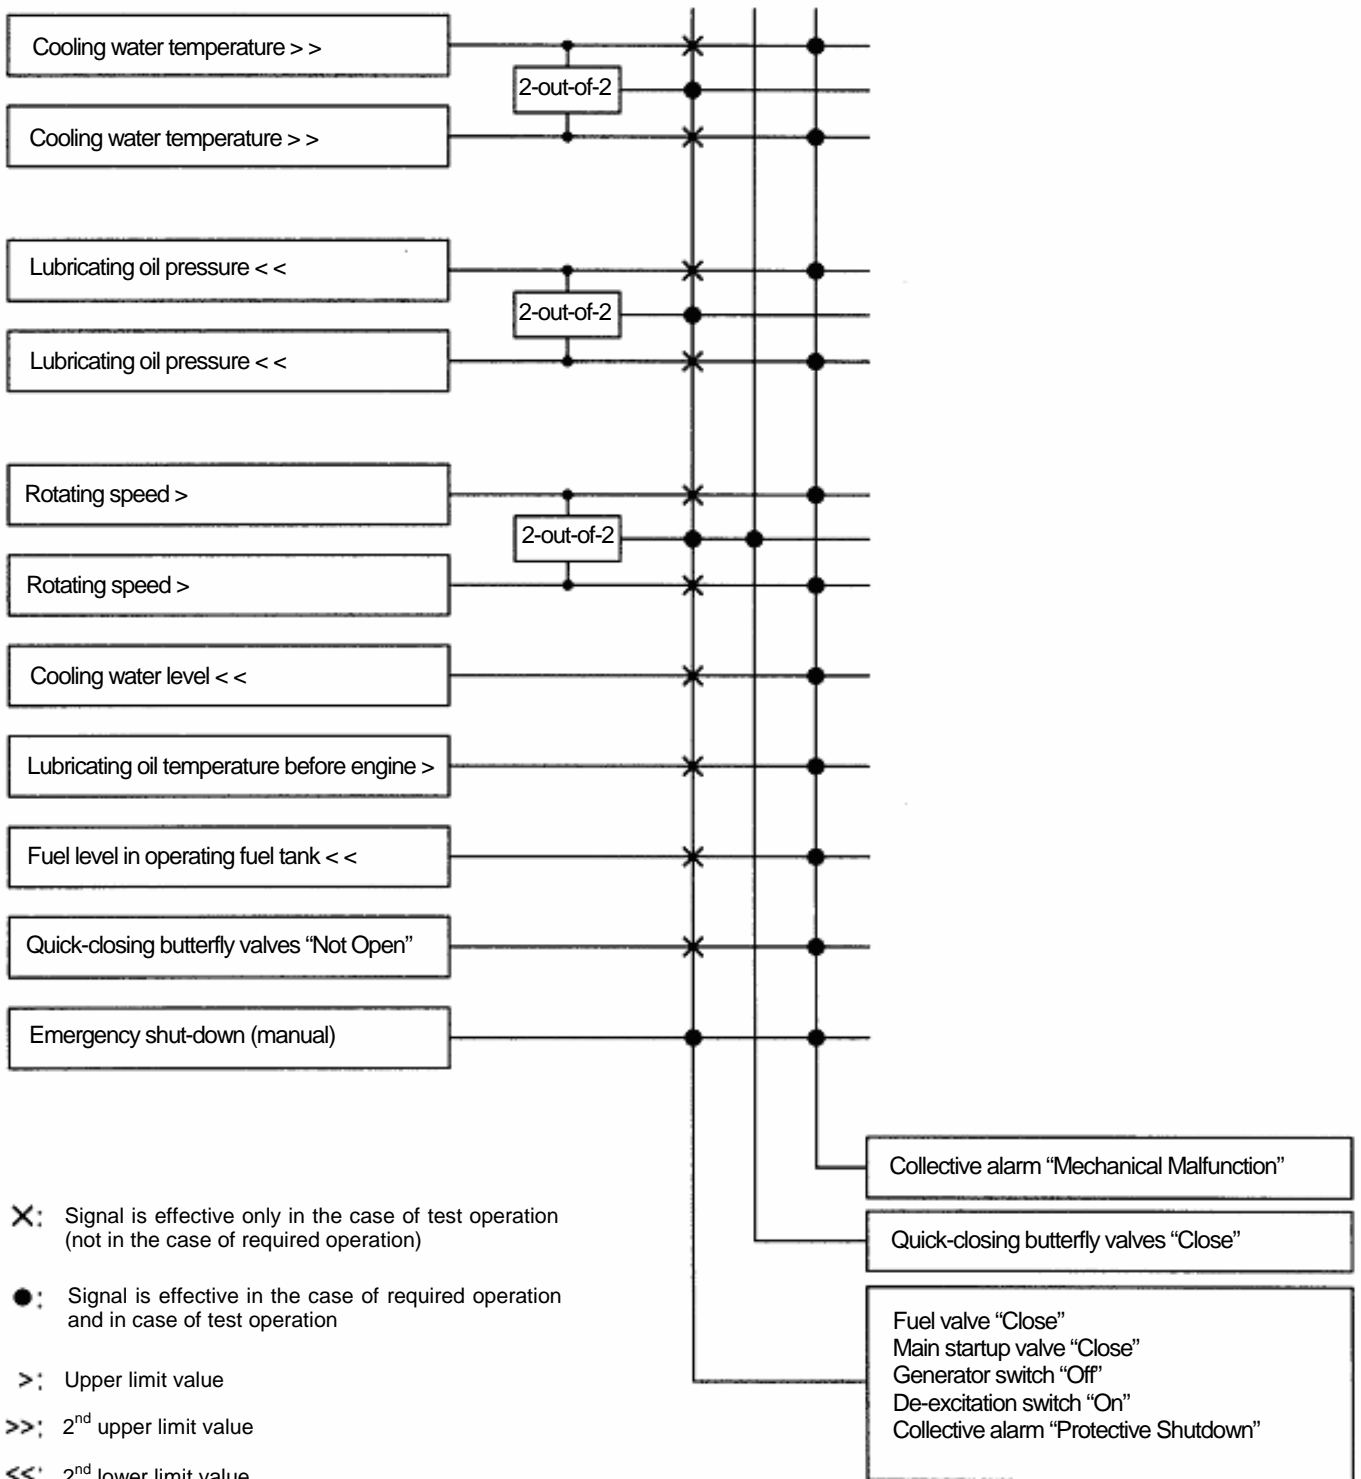 Cooling water temperature > >
2-out-of-2
Cooling water temperature > >
Lubricating oil pressure < <
2-out-of-2
Lubricating oil pressure < <
Rotating speed >
2-out-of-2
Rotating speed >
Cooling water level < <
Lubricating oil temperature before engine >
Fuel level in operating fuel tank < <
Quick-closing butterfly valves “Not Open”
Emergency shut-down (manual)
Collective alarm “Mechanical Malfunction”
Quick-closing butterfly valves “Close”
Fuel valve “Close”
Main startup valve “Close”
Generator switch “Off”
De-excitation switch “On”
Collective alarm “Protective Shutdown”
×: Signal is effective only in the case of test operation
(not in the case of required operation)
●: Signal is effective in the case of required operation
and in case of test operation
>: Upper limit value
>>: 2nd upper limit value
<<: 2nd lower limit value